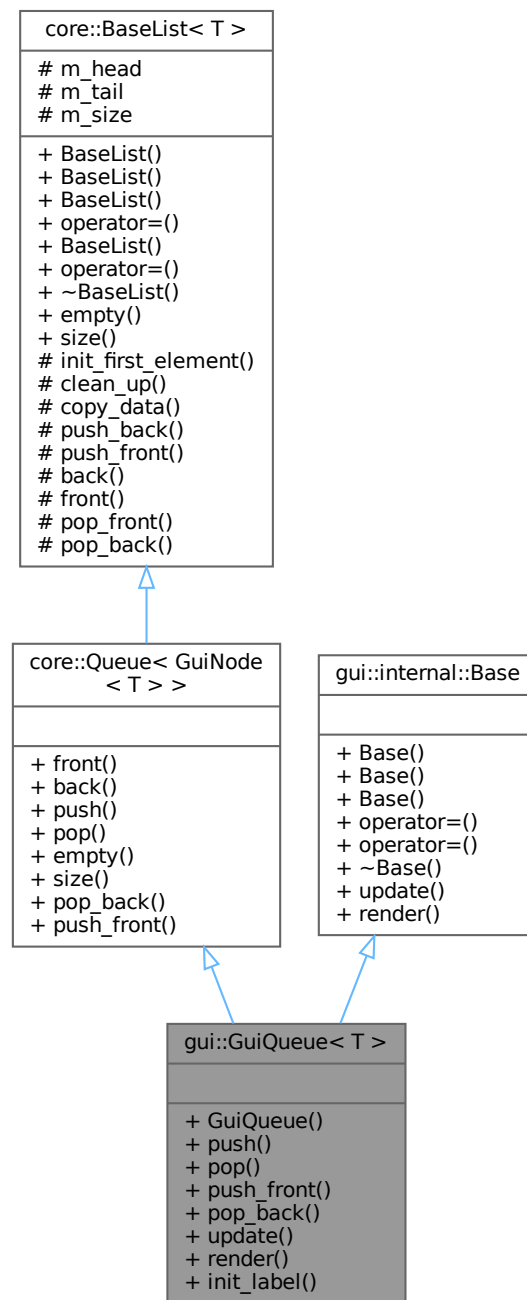 core::BaseList< T >
# m_head
# m_tail
# m_size
+ BaseList()
+ BaseList()
+ BaseList()
+ operator=()
+ BaseList()
+ operator=()
+ ~BaseList()
+ empty()
+ size()
# init_first_element()
# clean_up()
# copy_data()
# push_back()
# push_front()
# back()
# front()
# pop_front()
# pop_back()
core::Queue< GuiNode
< T > >
+ front()
+ back()
+ push()
+ pop()
+ empty()
+ size()
+ pop_back()
+ push_front()
gui::internal::Base
+ Base()
+ Base()
+ Base()
+ operator=()
+ operator=()
+ ~Base()
+ update()
+ render()
gui::GuiQueue< T >
+ GuiQueue()
+ push()
+ pop()
+ push_front()
+ pop_back()
+ update()
+ render()
+ init_label()